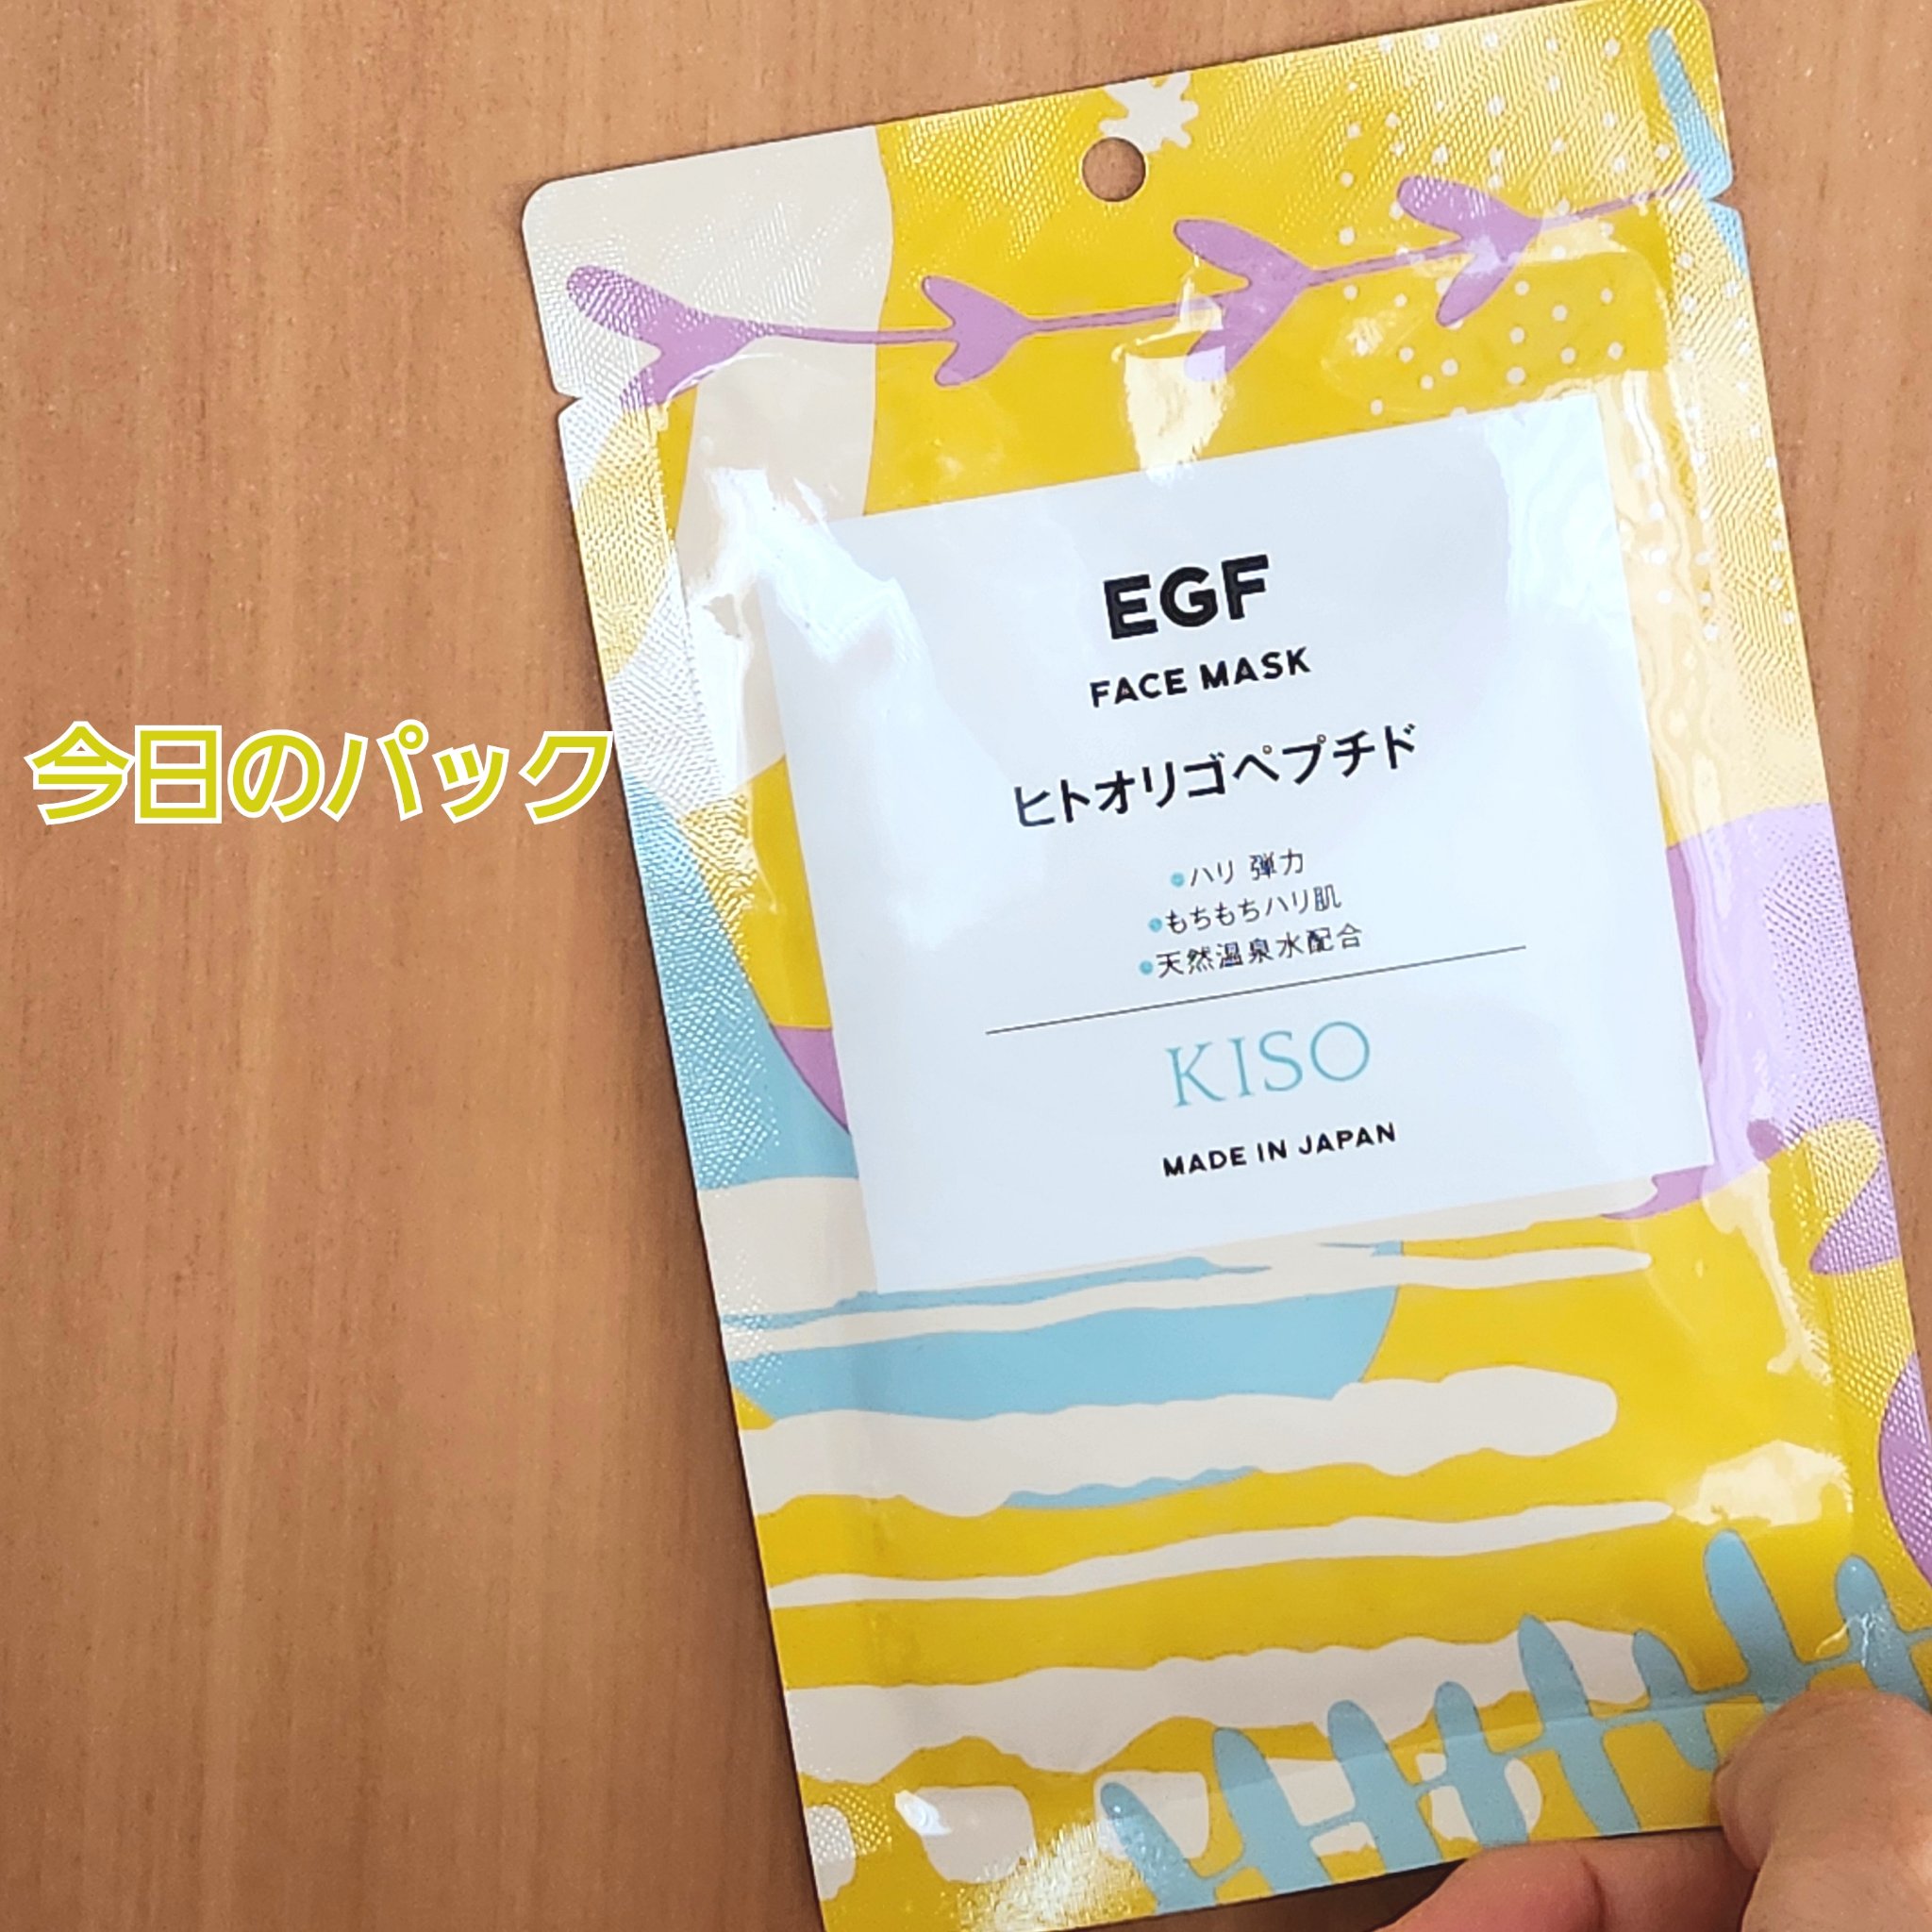 今日のパック
EGF
FACE MASK
ヒトオリゴペプチド
●ハリ 弾力
●もちもちハリ肌
●天然温泉水配合
KISO
MADE IN JAPAN